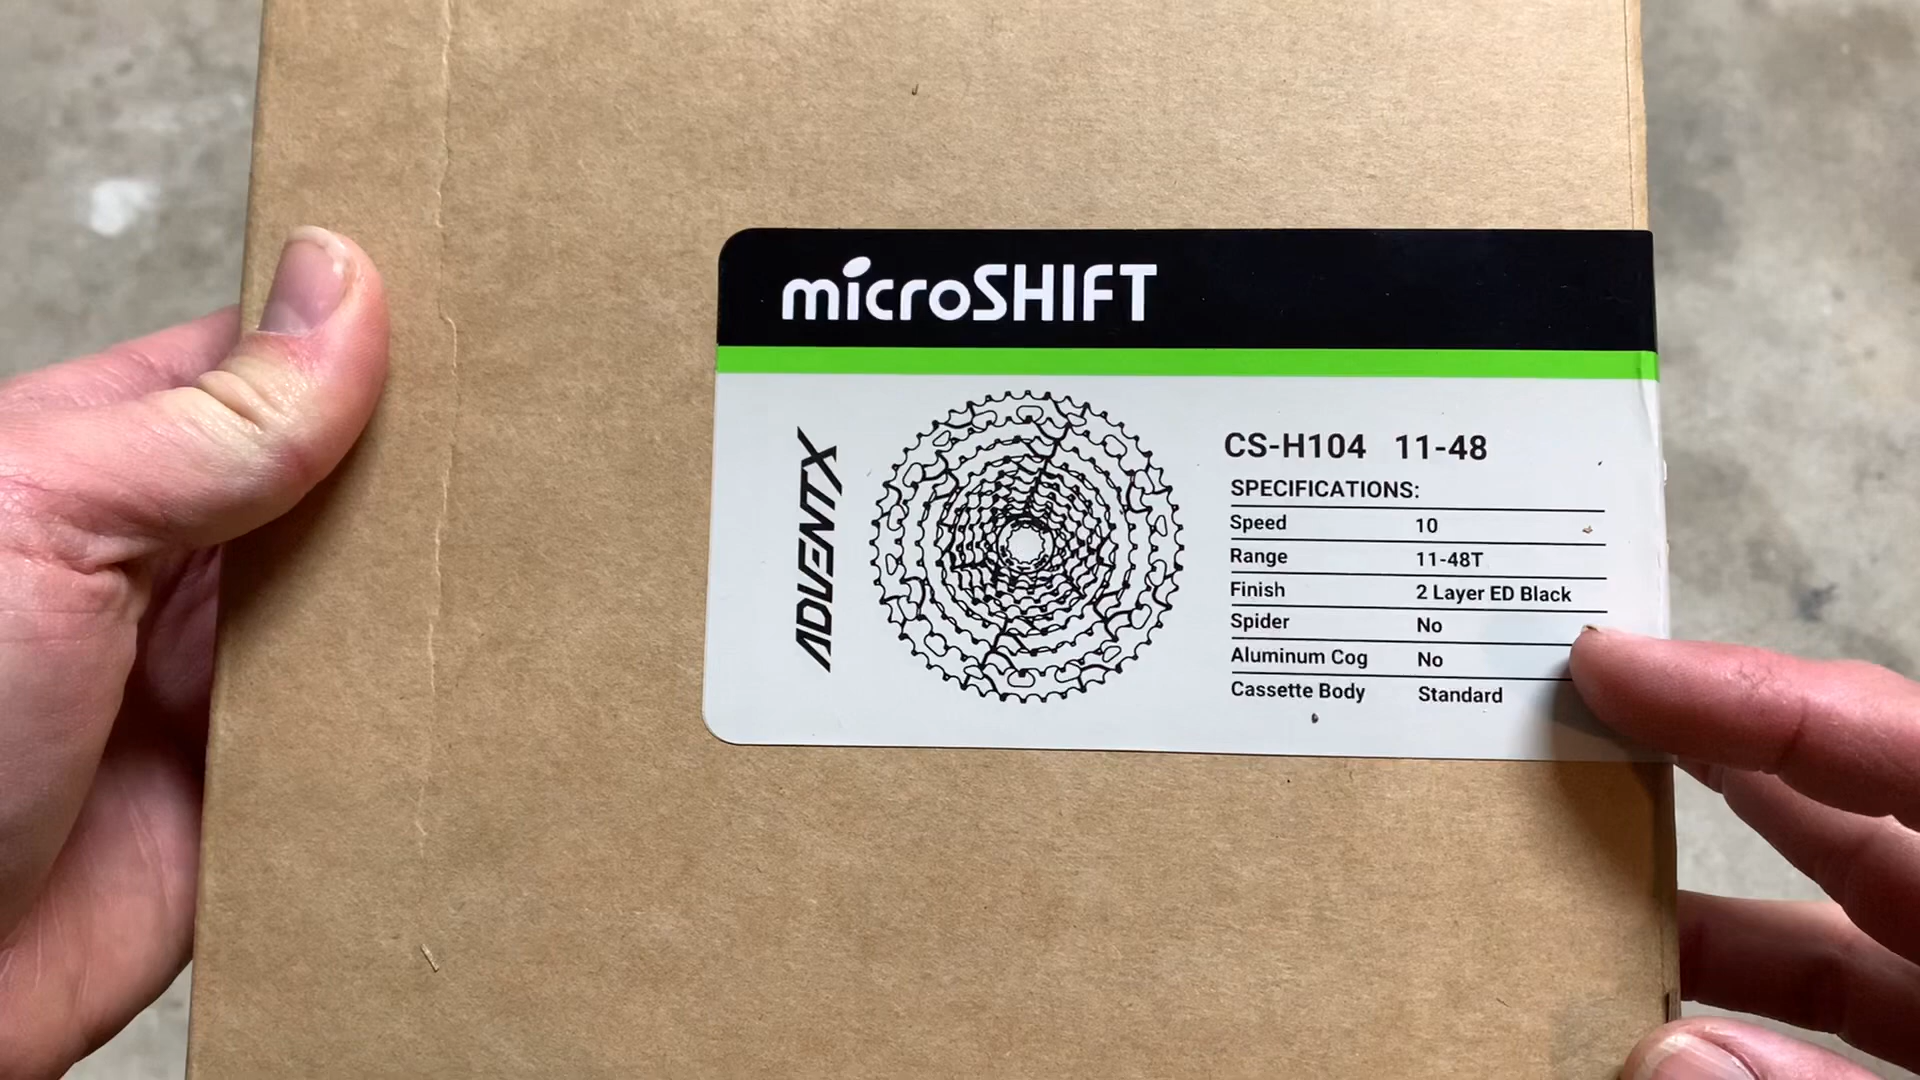 microSHIFT
ADVENTX
CS-H104 11-48
SPECIFICATIONS:
Speed 10
Range 11-48T
Finish 2 Layer ED Black
Spider No
Aluminum Cog No
Cassette Body Standard